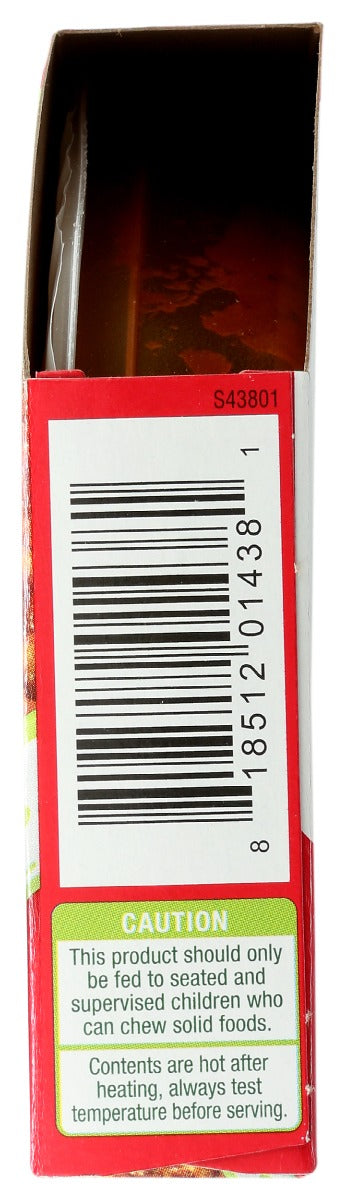 S43801
8 18512 01438 1
CAUTION
This product should only
be fed to seated and
supervised children who
can chew solid foods.
Contents are hot after
heating, always test
temperature before serving.